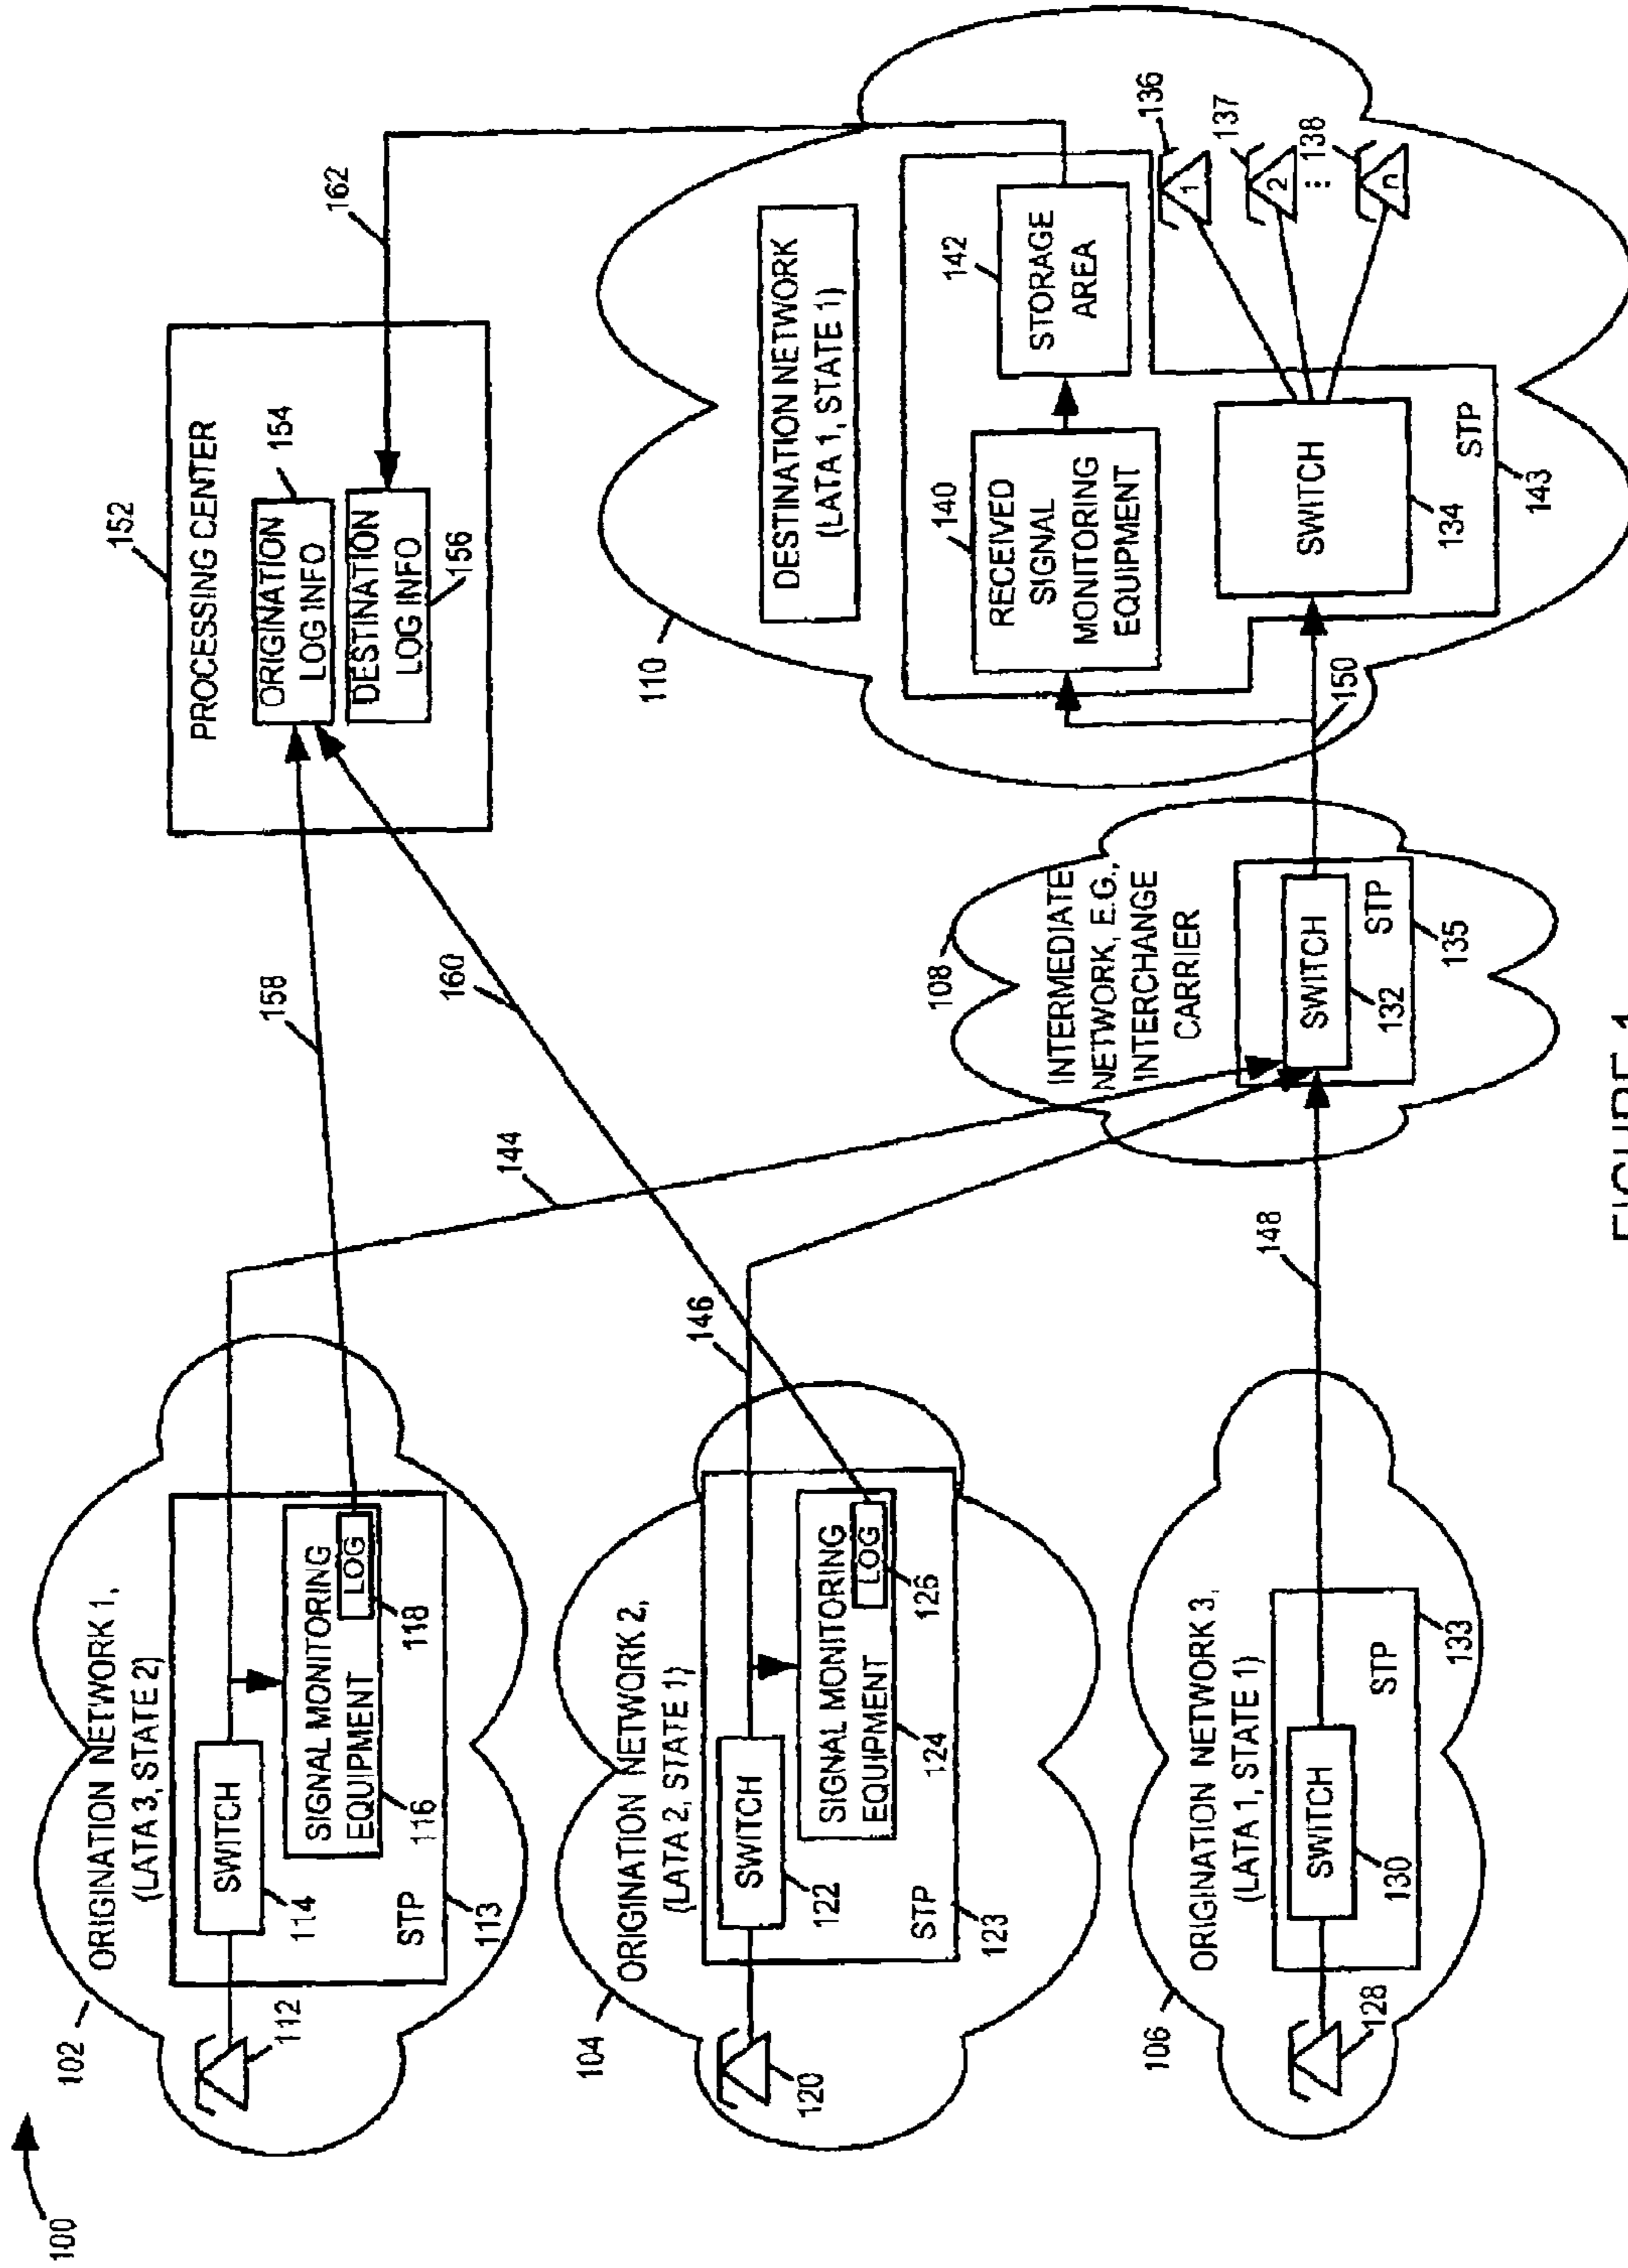 100
102
ORIGINATION NETWORK 1,
(LATA 3, STATE 2)
112
SWITCH
114
SIGNAL MONITORING
EQUIPMENT
LOG
116
118
STP
113
158
144
104
ORIGINATION NETWORK 2,
(LATA 2, STATE 1)
120
SWITCH
122
SIGNAL MONITORING
EQUIPMENT
LOG
124
126
STP
123
146
160
106
ORIGINATION NETWORK 3,
(LATA 1, STATE 1)
128
SWITCH
130
STP
133
148
108
INTERMEDIATE
NETWORK, E.G.,
INTERCHANGE
CARRIER
SWITCH
132
STP
135
152
PROCESSING CENTER
ORIGINATION
LOG INFO
154
DESTINATION
LOG INFO
156
162
110
DESTINATION NETWORK
(LATA 1, STATE 1)
140
RECEIVED
SIGNAL
MONITORING
EQUIPMENT
142
STORAGE
AREA
150
SWITCH
134
STP
143
136
1
137
2
138
n
FIGURE 1